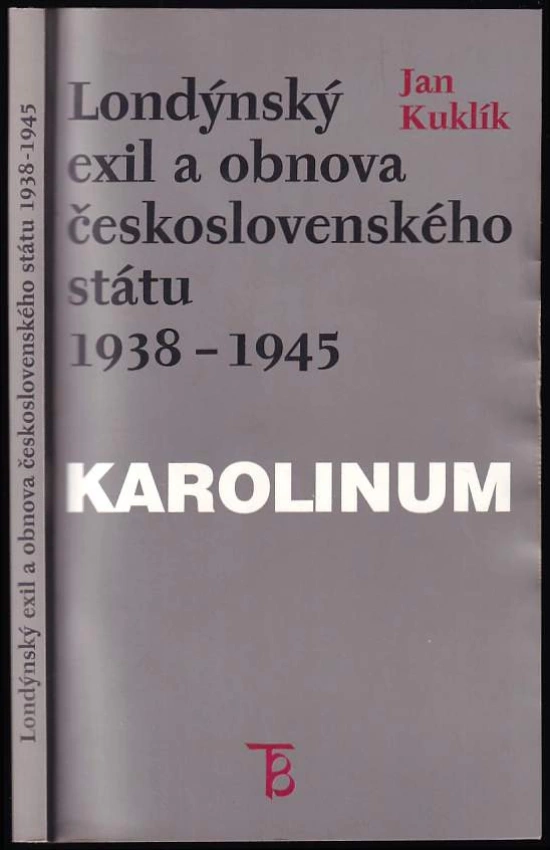 Londýnský exil a obnova československého státu 1938-1945
Jan
Kuklík
Londýnský
exil a obnova
československého
státu
1938 – 1945
KAROLINUM